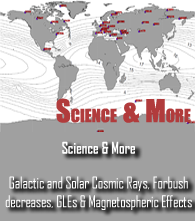 Science & More
Science & More
Galactic and Solar Cosmic Rays, Forbush
decreases, GLEs & Magnetospheric Effects